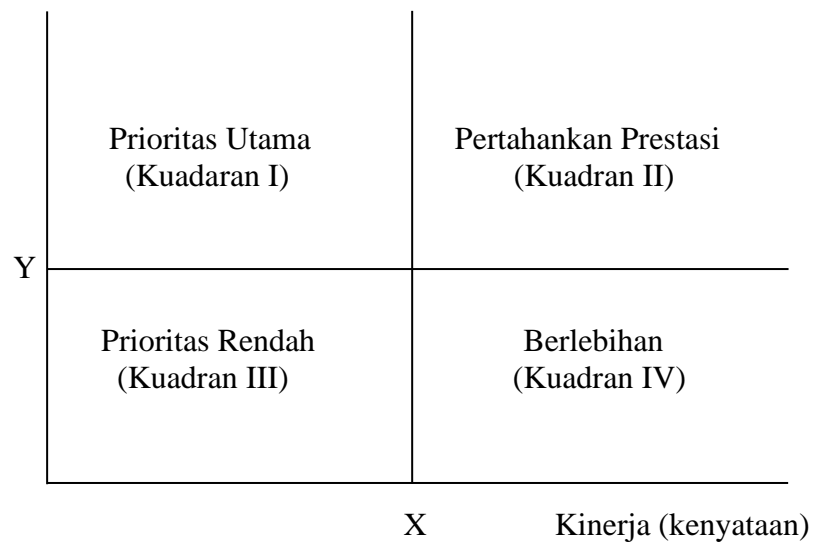 Prioritas Utama
(Kuadaran I)
Pertahankan Prestasi
(Kuadran II)
Y
Prioritas Rendah
(Kuadran III)
Berlebihan
(Kuadran IV)
X
Kinerja (kenyataan)